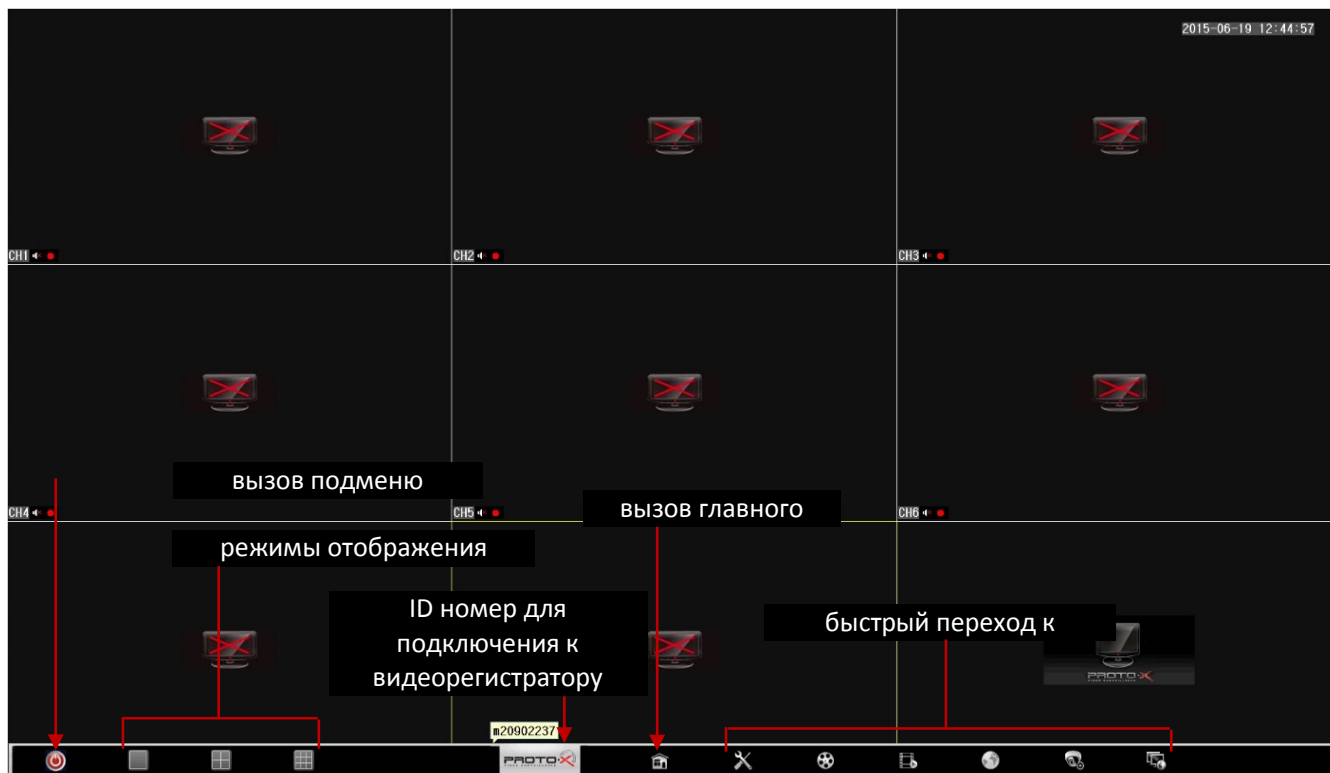 2015-06-19 12:44:57
CH1
CH2
CH3
вызов подменю
CH4
CH5
CH6
вызов главного
режимы отображения
ID номер для
подключения к
видеорегистратору
быстрый переход к
PROTO-X
m20902237
PROTO-X